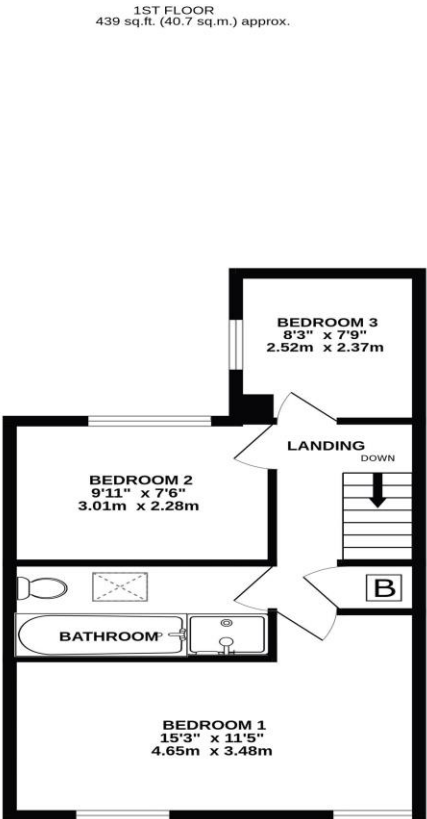 1ST FLOOR
439 sq.ft. (40.7 sq.m.) approx.
BEDROOM 3
8'3" x 7'9"
2.52m x 2.37m
LANDING
DOWN
BEDROOM 2
9'11" x 7'6"
3.01m x 2.28m
B
BATHROOM
BEDROOM 1
15'3" x 11'5"
4.65m x 3.48m